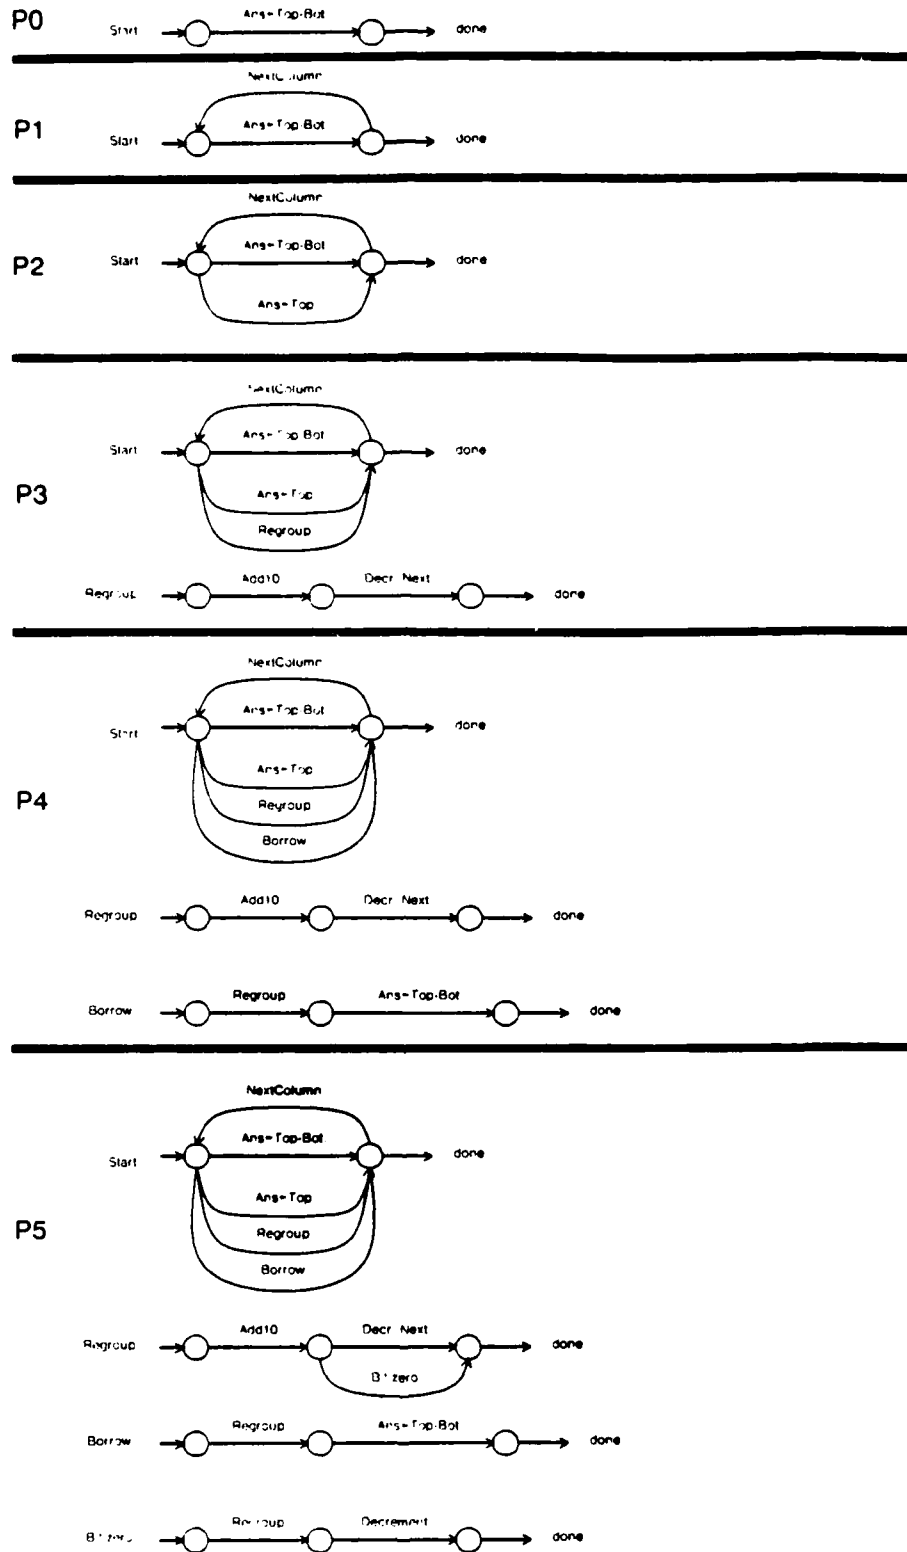 P0
Ans=Top-Bot
Start
done
NextColumn
P1
Ans=Top-Bot
Start
done
NextColumn
P2
Ans=Top-Bot
Start
done
Ans=Top
NextColumn
Ans=Top-Bot
Start
done
P3
Ans=Top
Regroup
Add10 Decr Next
Regroup done
NextColumn
Ans=Top-Bot
Start
done
Ans=Top
P4
Regroup
Borrow
Add10 Decr Next
Regroup done
Regroup Ans=Top-Bot
Borrow done
NextColumn
Ans=Top-Bot
Start
done
Ans=Top
P5
Regroup
Borrow
Add10 Decr Next
Regroup done
zero
Regroup Ans=Top-Bot
Borrow done
Regroup Decrement
done